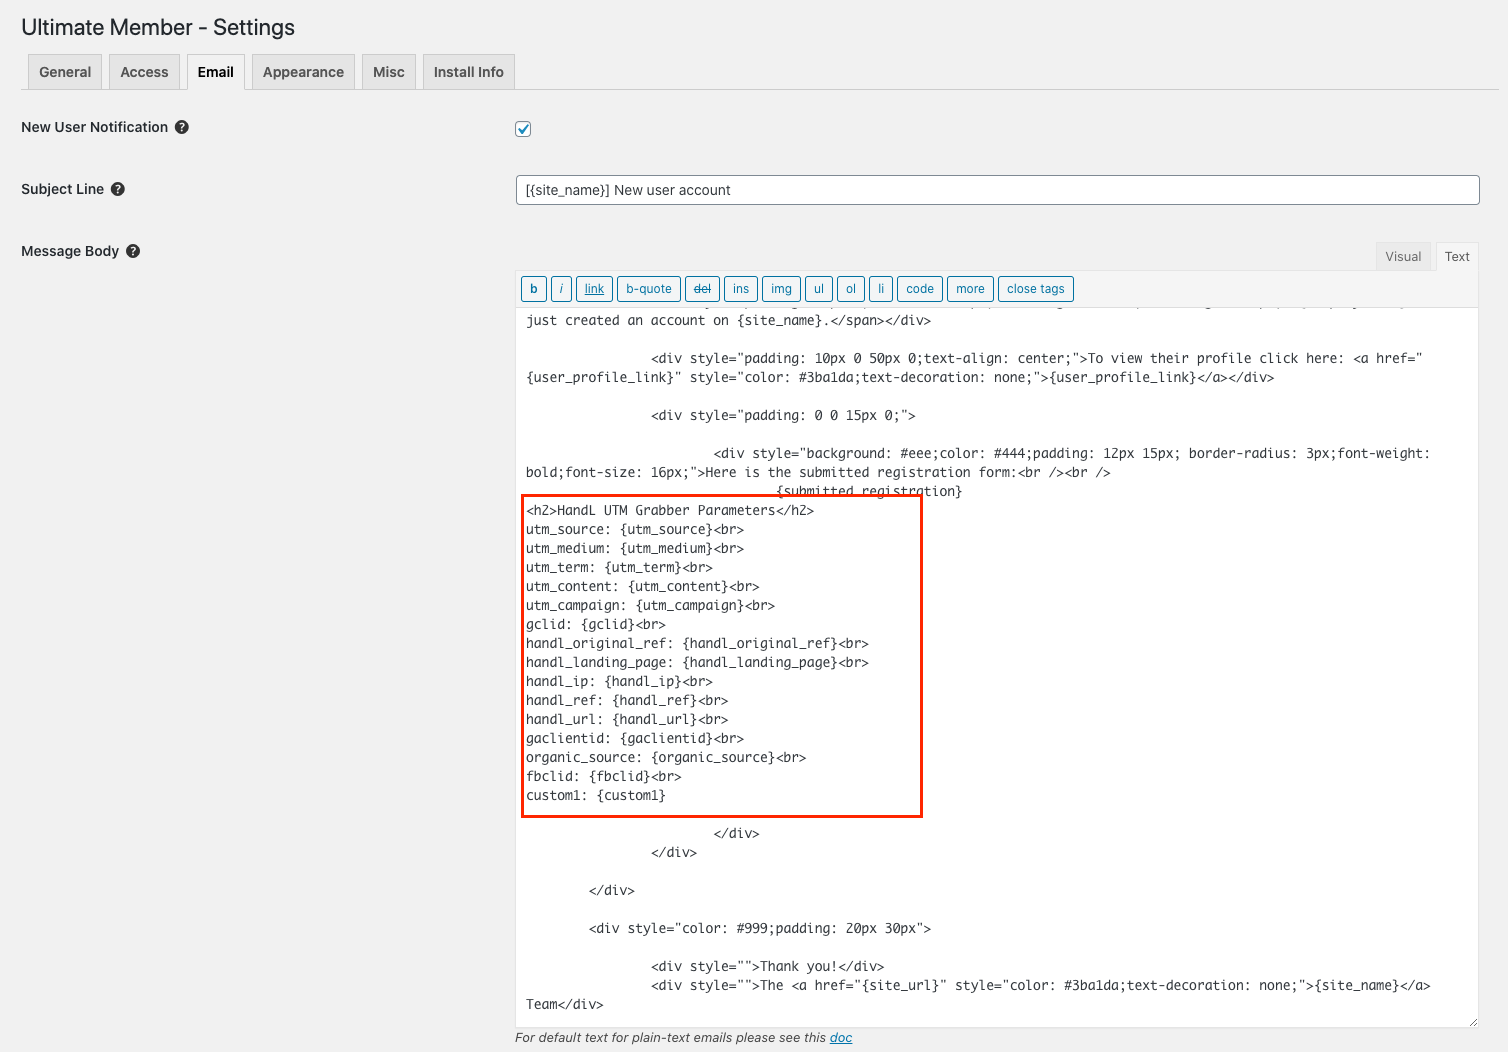 Ultimate Member - Settings
General Access Email Appearance Misc Install Info
New User Notification ?
Subject Line ? [{site_name}] New user account
Message Body ?
Visual Text
b i link b-quote del ins img ul ol li code more close tags
just created an account on {site_name}.</span></div>
<div style="padding: 10px 0 50px 0;text-align: center;">To view their profile click here: <a href="
{user_profile_link}" style="color: #3ba1da;text-decoration: none;">{user_profile_link}</a></div>
<div style="padding: 0 0 15px 0;">
<div style="background: #eee;color: #444;padding: 12px 15px; border-radius: 3px;font-weight:
bold;font-size: 16px;">Here is the submitted registration form:<br /><br />
{submitted_registration}
<h2>HandL UTM Grabber Parameters</h2>
utm_source: {utm_source}<br>
utm_medium: {utm_medium}<br>
utm_term: {utm_term}<br>
utm_content: {utm_content}<br>
utm_campaign: {utm_campaign}<br>
gclid: {gclid}<br>
handl_original_ref: {handl_original_ref}<br>
handl_landing_page: {handl_landing_page}<br>
handl_ip: {handl_ip}<br>
handl_ref: {handl_ref}<br>
handl_url: {handl_url}<br>
gaclientid: {gaclientid}<br>
organic_source: {organic_source}<br>
fbclid: {fbclid}<br>
custom1: {custom1}
</div>
</div>
</div>
<div style="color: #999;padding: 20px 30px">
<div style="">Thank you!</div>
<div style="">The <a href="{site_url}" style="color: #3ba1da;text-decoration: none;">{site_name}</a>
Team</div>
For default text for plain-text emails please see this doc